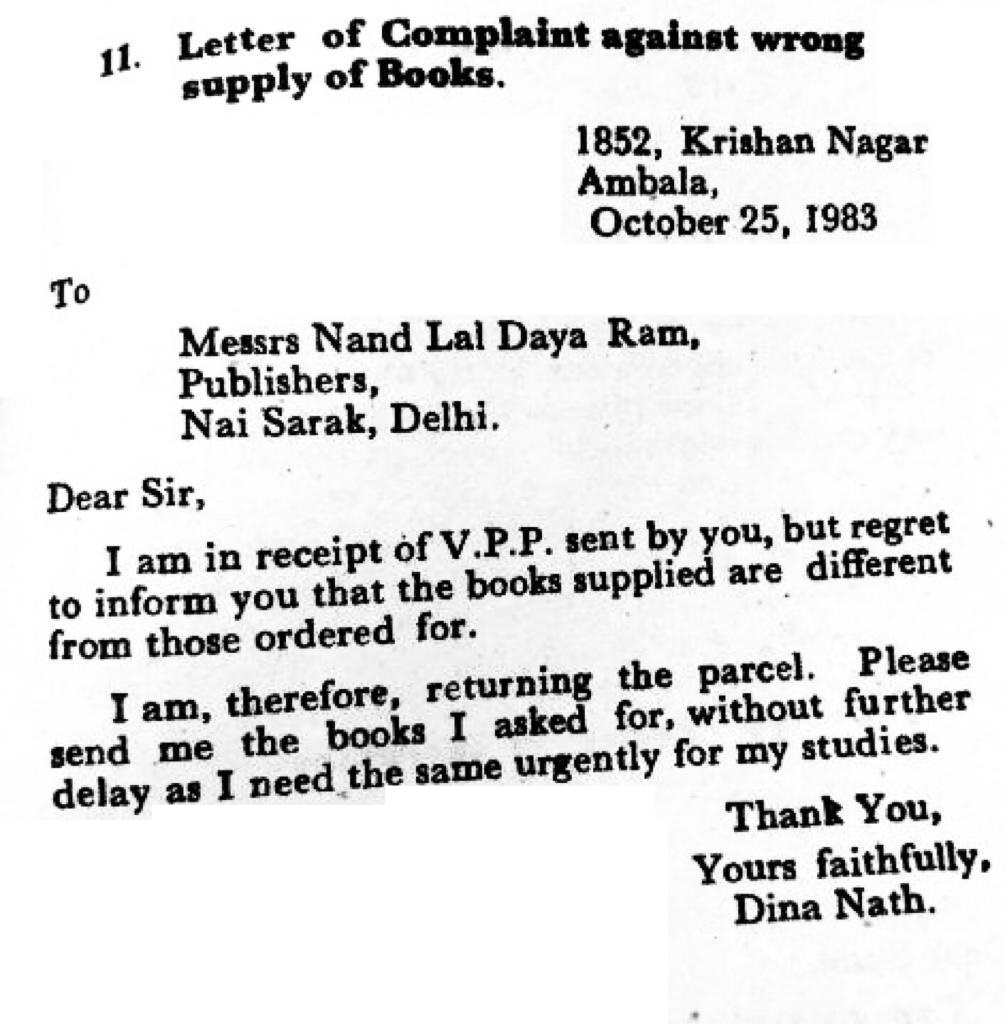 11. Letter of Complaint against wrong
supply of Books.
1852, Krishan Nagar
Ambala,
October 25, 1983
To
Messrs Nand Lal Daya Ram,
Publishers,
Nai Sarak, Delhi.
Dear Sir,
I am in receipt of V.P.P. sent by you, but regret
to inform you that the books supplied are different
from those ordered for.
I am, therefore, returning the parcel. Please
send me the books I asked for, without further
delay as I need the same urgently for my studies.
Thank You,
Yours faithfully,
Dina Nath.